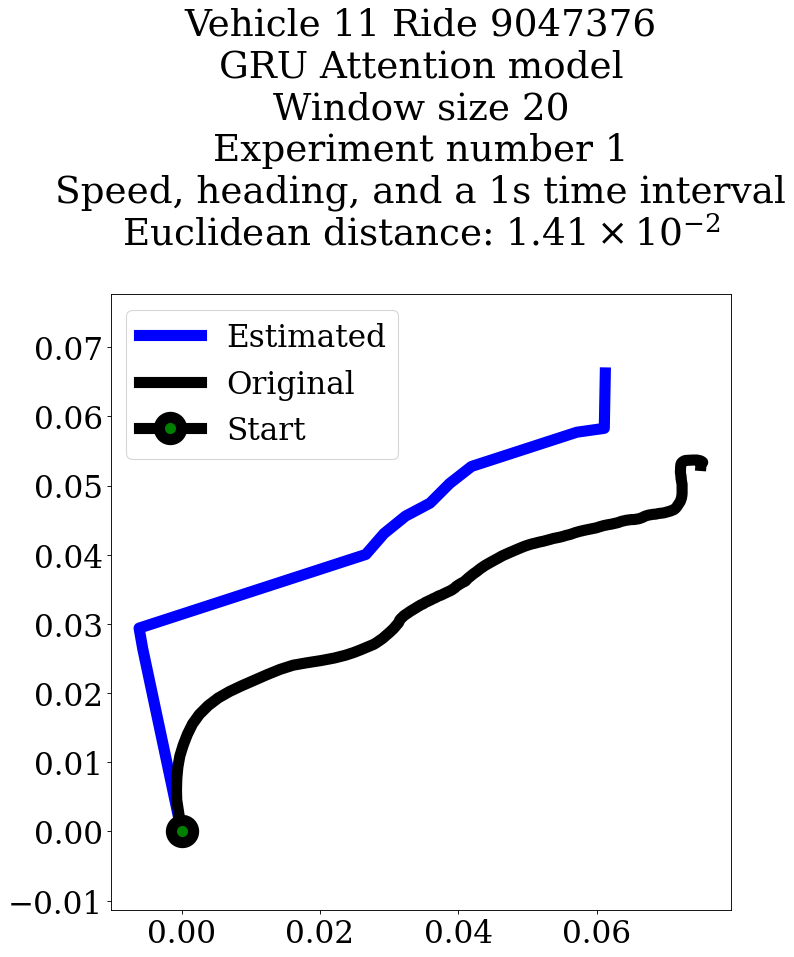 Vehicle 11 Ride 9047376
GRU Attention model
Window size 20
Experiment number 1
Speed, heading, and a 1s time interval
Euclidean distance: 1.41 × 10⁻²
Estimated
Original
Start
0.07
0.06
0.05
0.04
0.03
0.02
0.01
0.00
−0.01
0.00 0.02 0.04 0.06